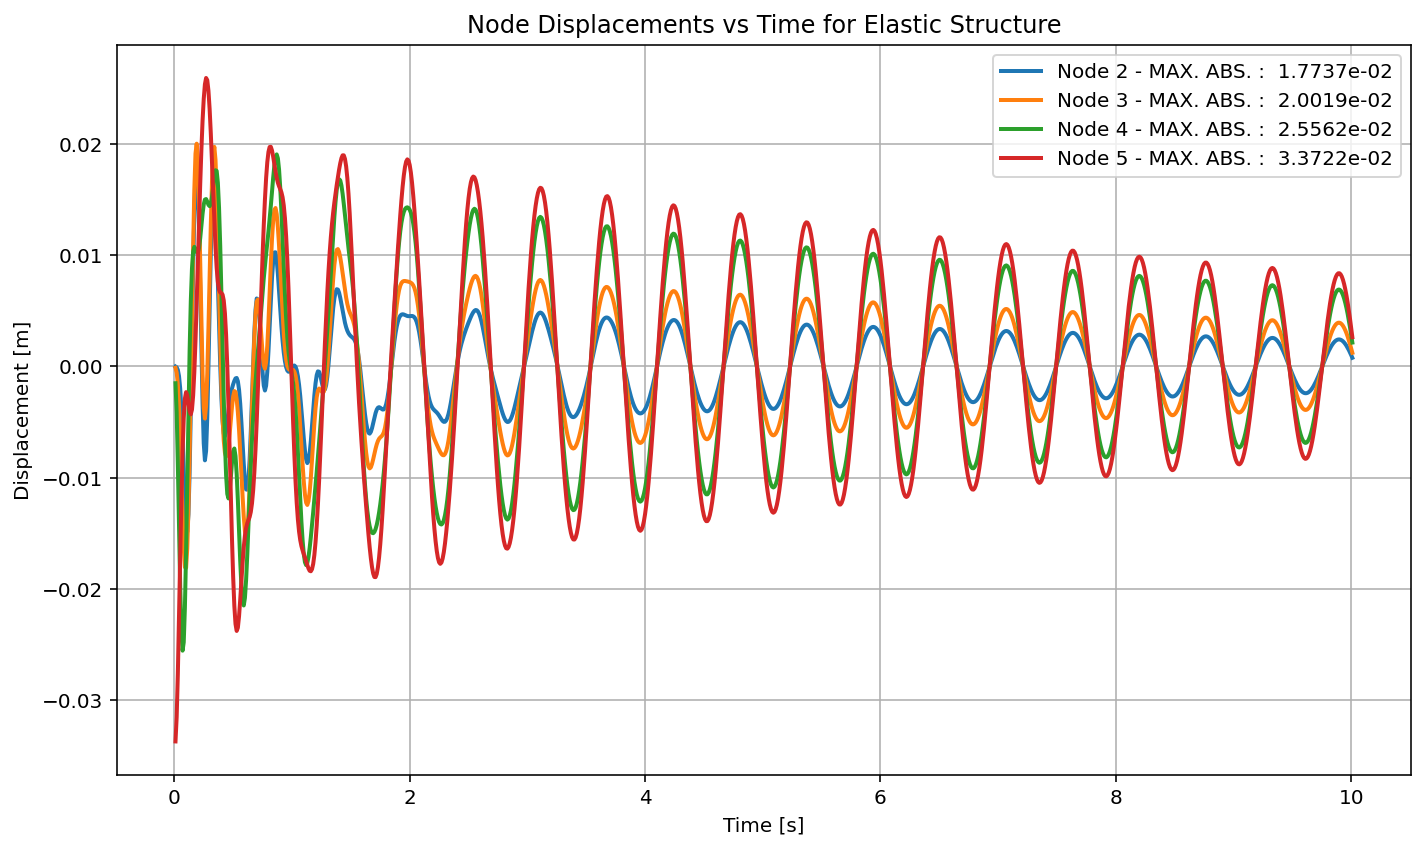 Node Displacements vs Time for Elastic Structure
Node 2 - MAX. ABS. :  1.7737e-02
Node 3 - MAX. ABS. :  2.0019e-02
Node 4 - MAX. ABS. :  2.5562e-02
Node 5 - MAX. ABS. :  3.3722e-02
Displacement [m]
0.02
0.01
0.00
−0.01
−0.02
−0.03
0 2 4 6 8 10
Time [s]